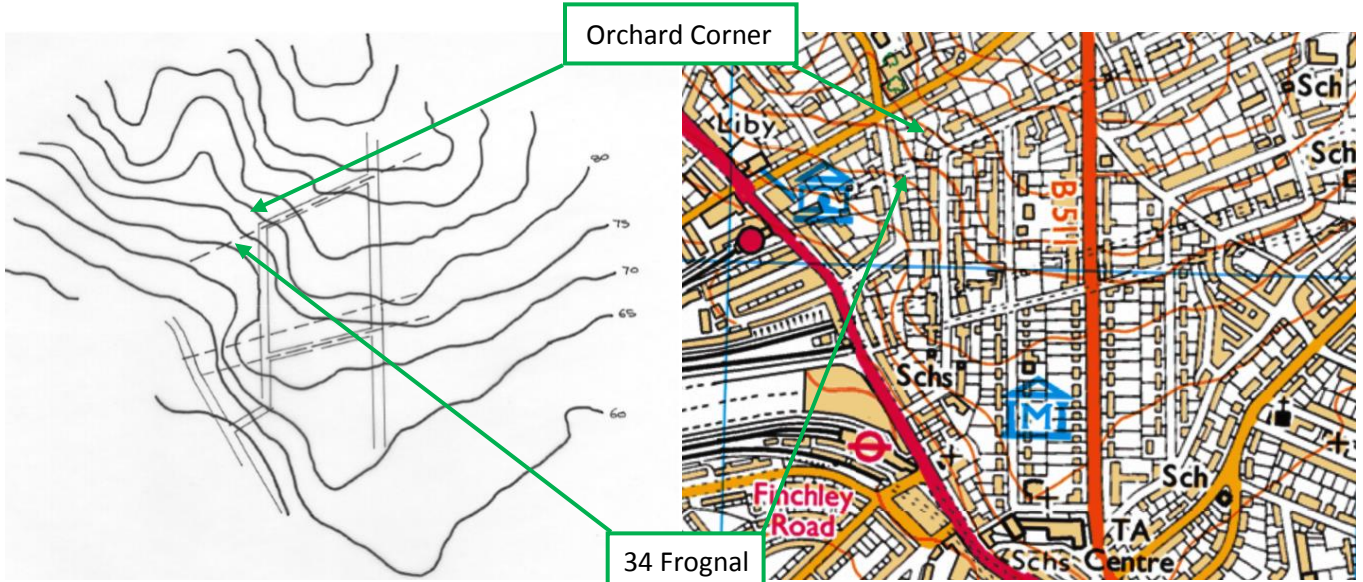 Orchard Corner
80
75
70
65
60
Liby
Sch
Sch
B 511
Schs
M
Finchley
Road
Sch
TA
Schs Centre
34 Frognal